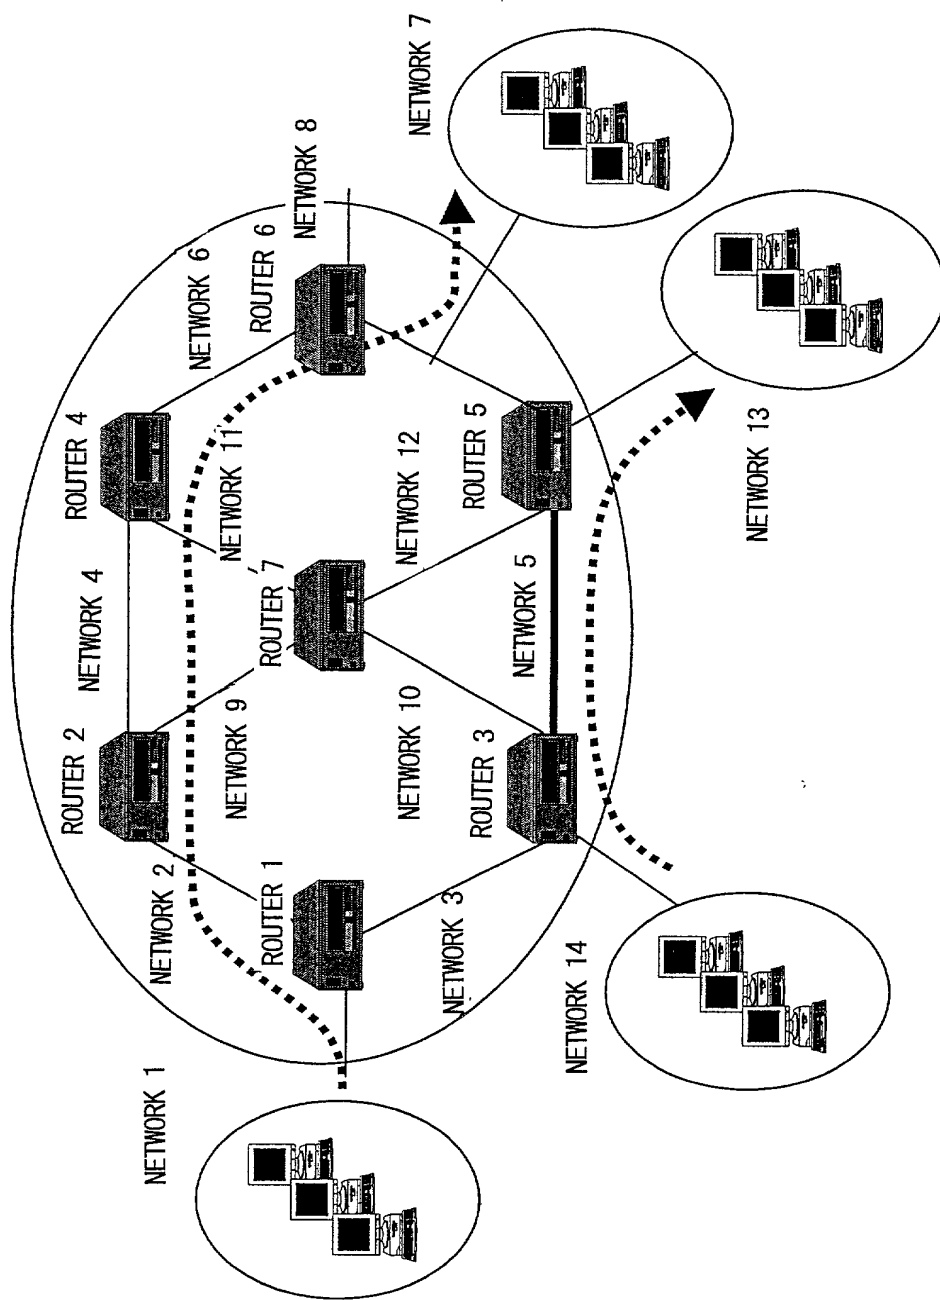 ROUTER 2
ROUTER 4
NETWORK 4
NETWORK 1
NETWORK 2
NETWORK 6
NETWORK 9
NETWORK 11
ROUTER 1
ROUTER 7
ROUTER 6
NETWORK 8
NETWORK 10
NETWORK 12
NETWORK 7
NETWORK 3
ROUTER 3
ROUTER 5
NETWORK 5
NETWORK 14
NETWORK 13